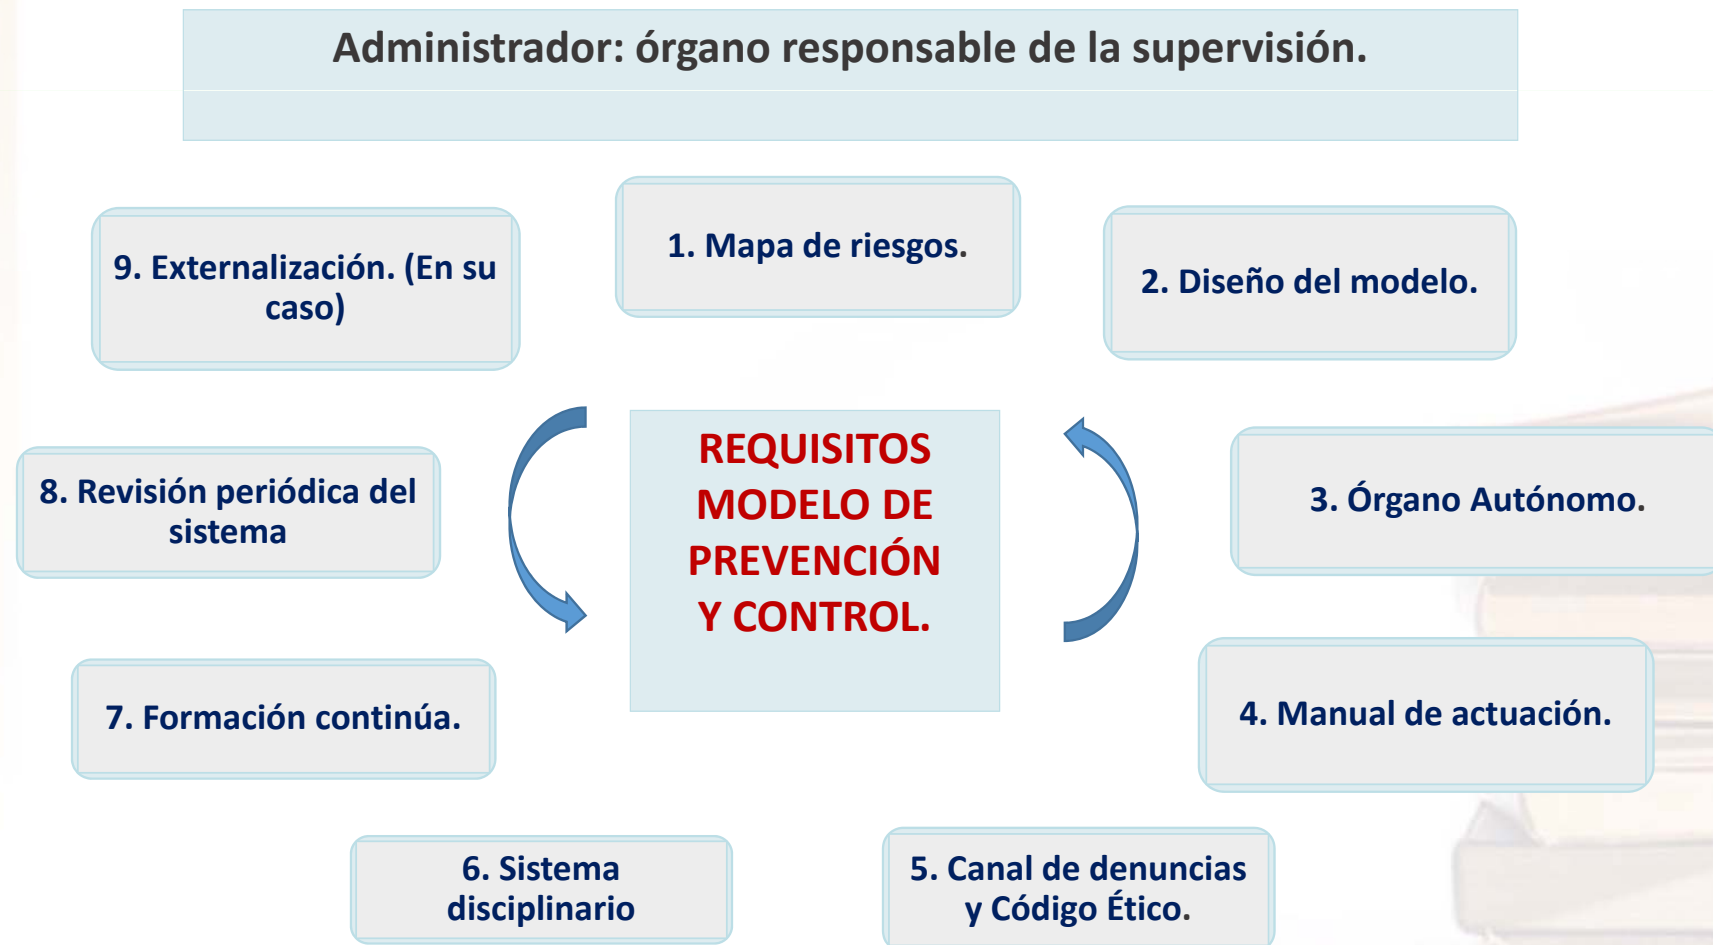 Administrador: órgano responsable de la supervisión.
1. Mapa de riesgos.
2. Diseño del modelo.
3. Órgano Autónomo.
4. Manual de actuación.
5. Canal de denuncias
y Código Ético.
6. Sistema
disciplinario
7. Formación continúa.
8. Revisión periódica del
sistema
9. Externalización. (En su
caso)
REQUISITOS
MODELO DE
PREVENCIÓN
Y CONTROL.